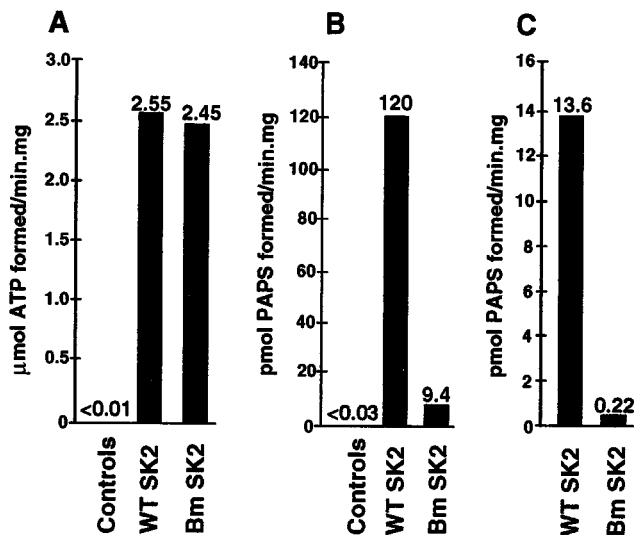 A
μmol ATP formed/min.mg
3.0
2.5
2.0
1.5
1.0
0.5
0
<0.01
2.55
2.45
Controls
WT SK2
Bm SK2
B
pmol PAPS formed/min.mg
140
120
100
80
60
40
20
0
<0.03
120
9.4
Controls
WT SK2
Bm SK2
C
pmol PAPS formed/min.mg
16
14
12
10
8
6
4
2
0
13.6
0.22
WT SK2
Bm SK2